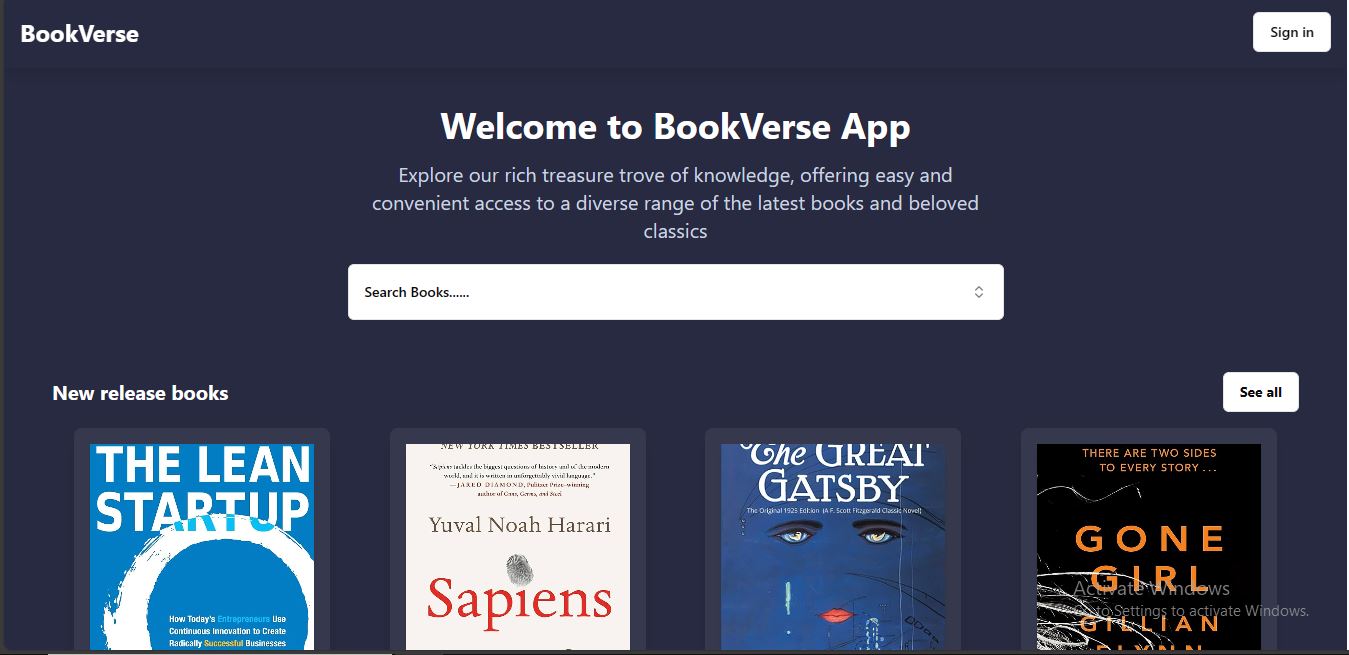 BookVerse
Sign in
Welcome to BookVerse App
Explore our rich treasure trove of knowledge, offering easy and
convenient access to a diverse range of the latest books and beloved
classics
Search Books......
New release books
See all
THE LEAN
STARTUP
How Today's Entrepreneurs Use
Continuous Innovation to Create
Radically Successful Businesses
NEW YORK TIMES BESTSELLER
"Sapiens tackles the biggest questions of history and of the modern
world, and it is written in unforgettably vivid language."
—JARED DIAMOND, Pulitzer Prize–winning
author of Guns, Germs, and Steel
Yuval Noah Harari
Sapiens
The GREAT
GATSBY
The Original 1925 Edition (A F. Scott Fitzgerald Classic Novel)
THERE ARE TWO SIDES
TO EVERY STORY...
GONE
GIRL
GILLIAN
FLYNN
Activate Windows
Go to Settings to activate Windows.